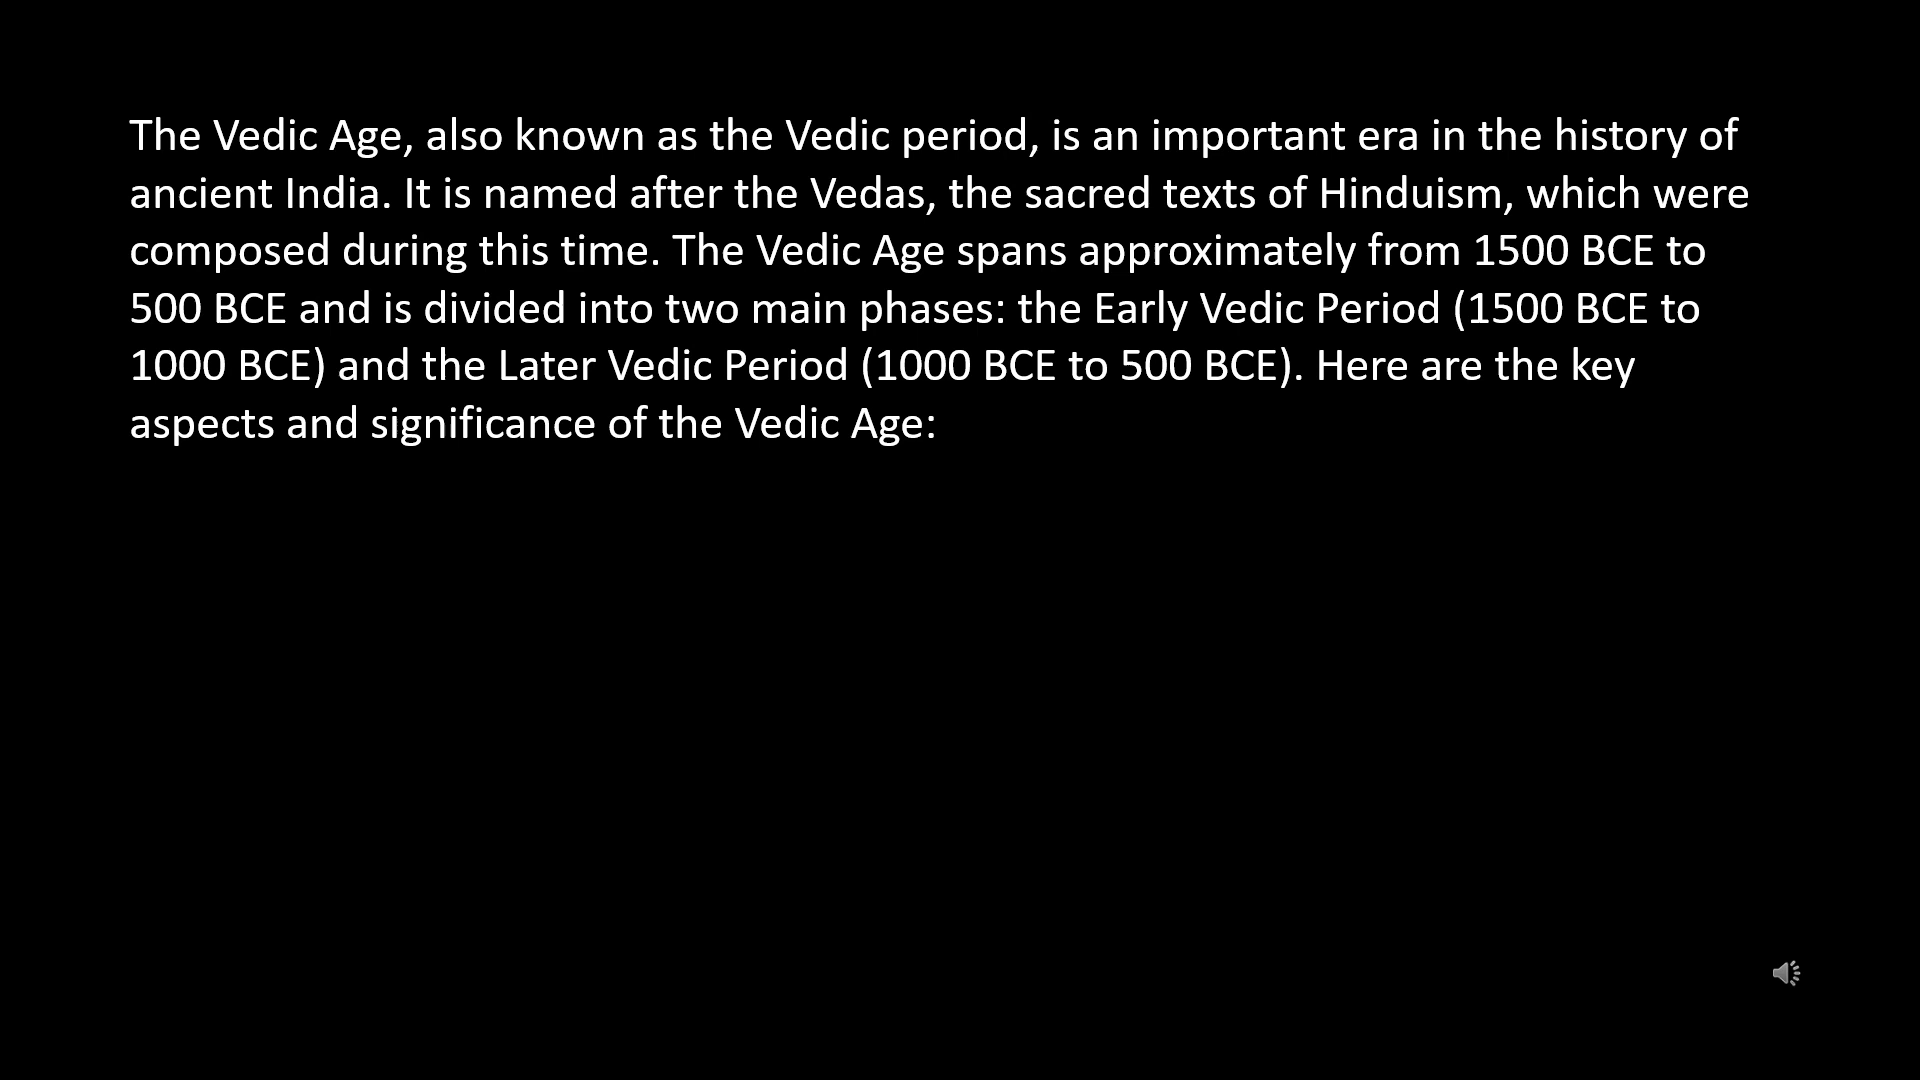 The Vedic Age, also known as the Vedic period, is an important era in the history of
ancient India. It is named after the Vedas, the sacred texts of Hinduism, which were
composed during this time. The Vedic Age spans approximately from 1500 BCE to
500 BCE and is divided into two main phases: the Early Vedic Period (1500 BCE to
1000 BCE) and the Later Vedic Period (1000 BCE to 500 BCE). Here are the key
aspects and significance of the Vedic Age: